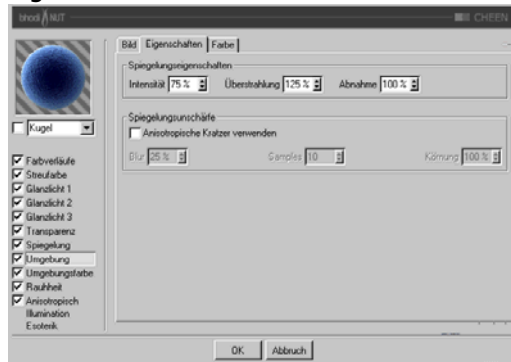 bhodi NUT
CHEEN
Bild Eigenschaften Farbe
Spiegelungseigenschaften
Intensität 75 % Überstrahlung 125 % Abnahme 100 %
Spiegelungsunschärfe
Anisotropische Kratzer verwenden
Blur 25 % Samples 10 Körnung 100 %
Kugel
Farbverläufe
Streufarbe
Glanzlicht 1
Glanzlicht 2
Glanzlicht 3
Transparenz
Spiegelung
Umgebung
Umgebungsfarbe
Rauhheit
Anisotropisch
Illumination
Esoterik
OK Abbruch